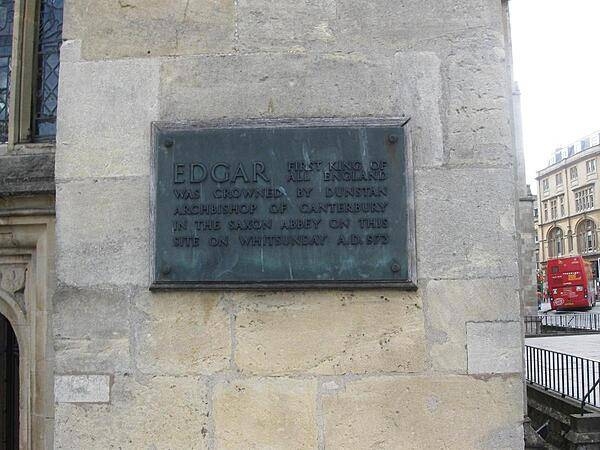 EDGAR FIRST KING OF
ALL ENGLAND
WAS CROWNED BY DUNSTAN
ARCHBISHOP OF CANTERBURY
IN THE SAXON ABBEY ON THIS
SITE ON WHITSUNDAY A.D. 973